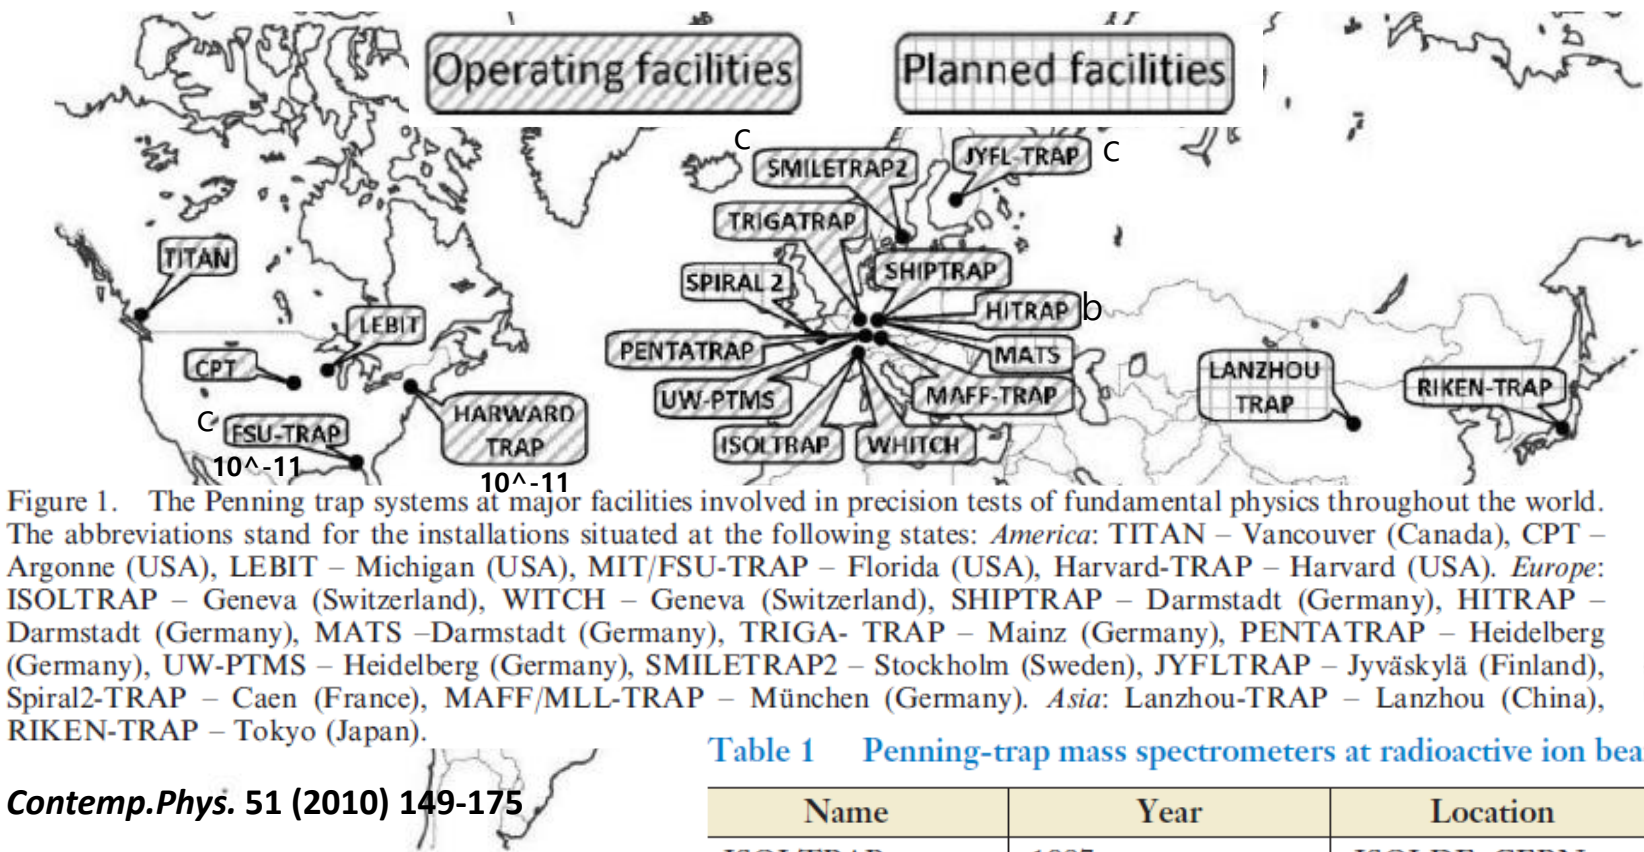 Operating facilities
Planned facilities
C
SMILETRAP2
JYFL-TRAP
C
TRIGATRAP
TITAN
SPIRAL 2
SHIPTRAP
HITRAP
b
LEBIT
PENTATRAP
MATS
CPT
LANZHOU
TRAP
RIKEN-TRAP
UW-PTMS
MAFF-TRAP
HARWARD
TRAP
C
FSU-TRAP
ISOLTRAP
WHITCH
10^-11
10^-11
Figure 1. The Penning trap systems at major facilities involved in precision tests of fundamental physics throughout the world.
The abbreviations stand for the installations situated at the following states: America: TITAN – Vancouver (Canada), CPT –
Argonne (USA), LEBIT – Michigan (USA), MIT/FSU-TRAP – Florida (USA), Harvard-TRAP – Harvard (USA). Europe:
ISOLTRAP – Geneva (Switzerland), WITCH – Geneva (Switzerland), SHIPTRAP – Darmstadt (Germany), HITRAP –
Darmstadt (Germany), MATS –Darmstadt (Germany), TRIGA- TRAP – Mainz (Germany), PENTATRAP – Heidelberg
(Germany), UW-PTMS – Heidelberg (Germany), SMILETRAP2 – Stockholm (Sweden), JYFLTRAP – Jyväskylä (Finland),
Spiral2-TRAP – Caen (France), MAFF/MLL-TRAP – München (Germany). Asia: Lanzhou-TRAP – Lanzhou (China),
RIKEN-TRAP – Tokyo (Japan).
Table 1 Penning-trap mass spectrometers at radioactive ion bea
Contemp.Phys. 51 (2010) 149-175
Name Year Location